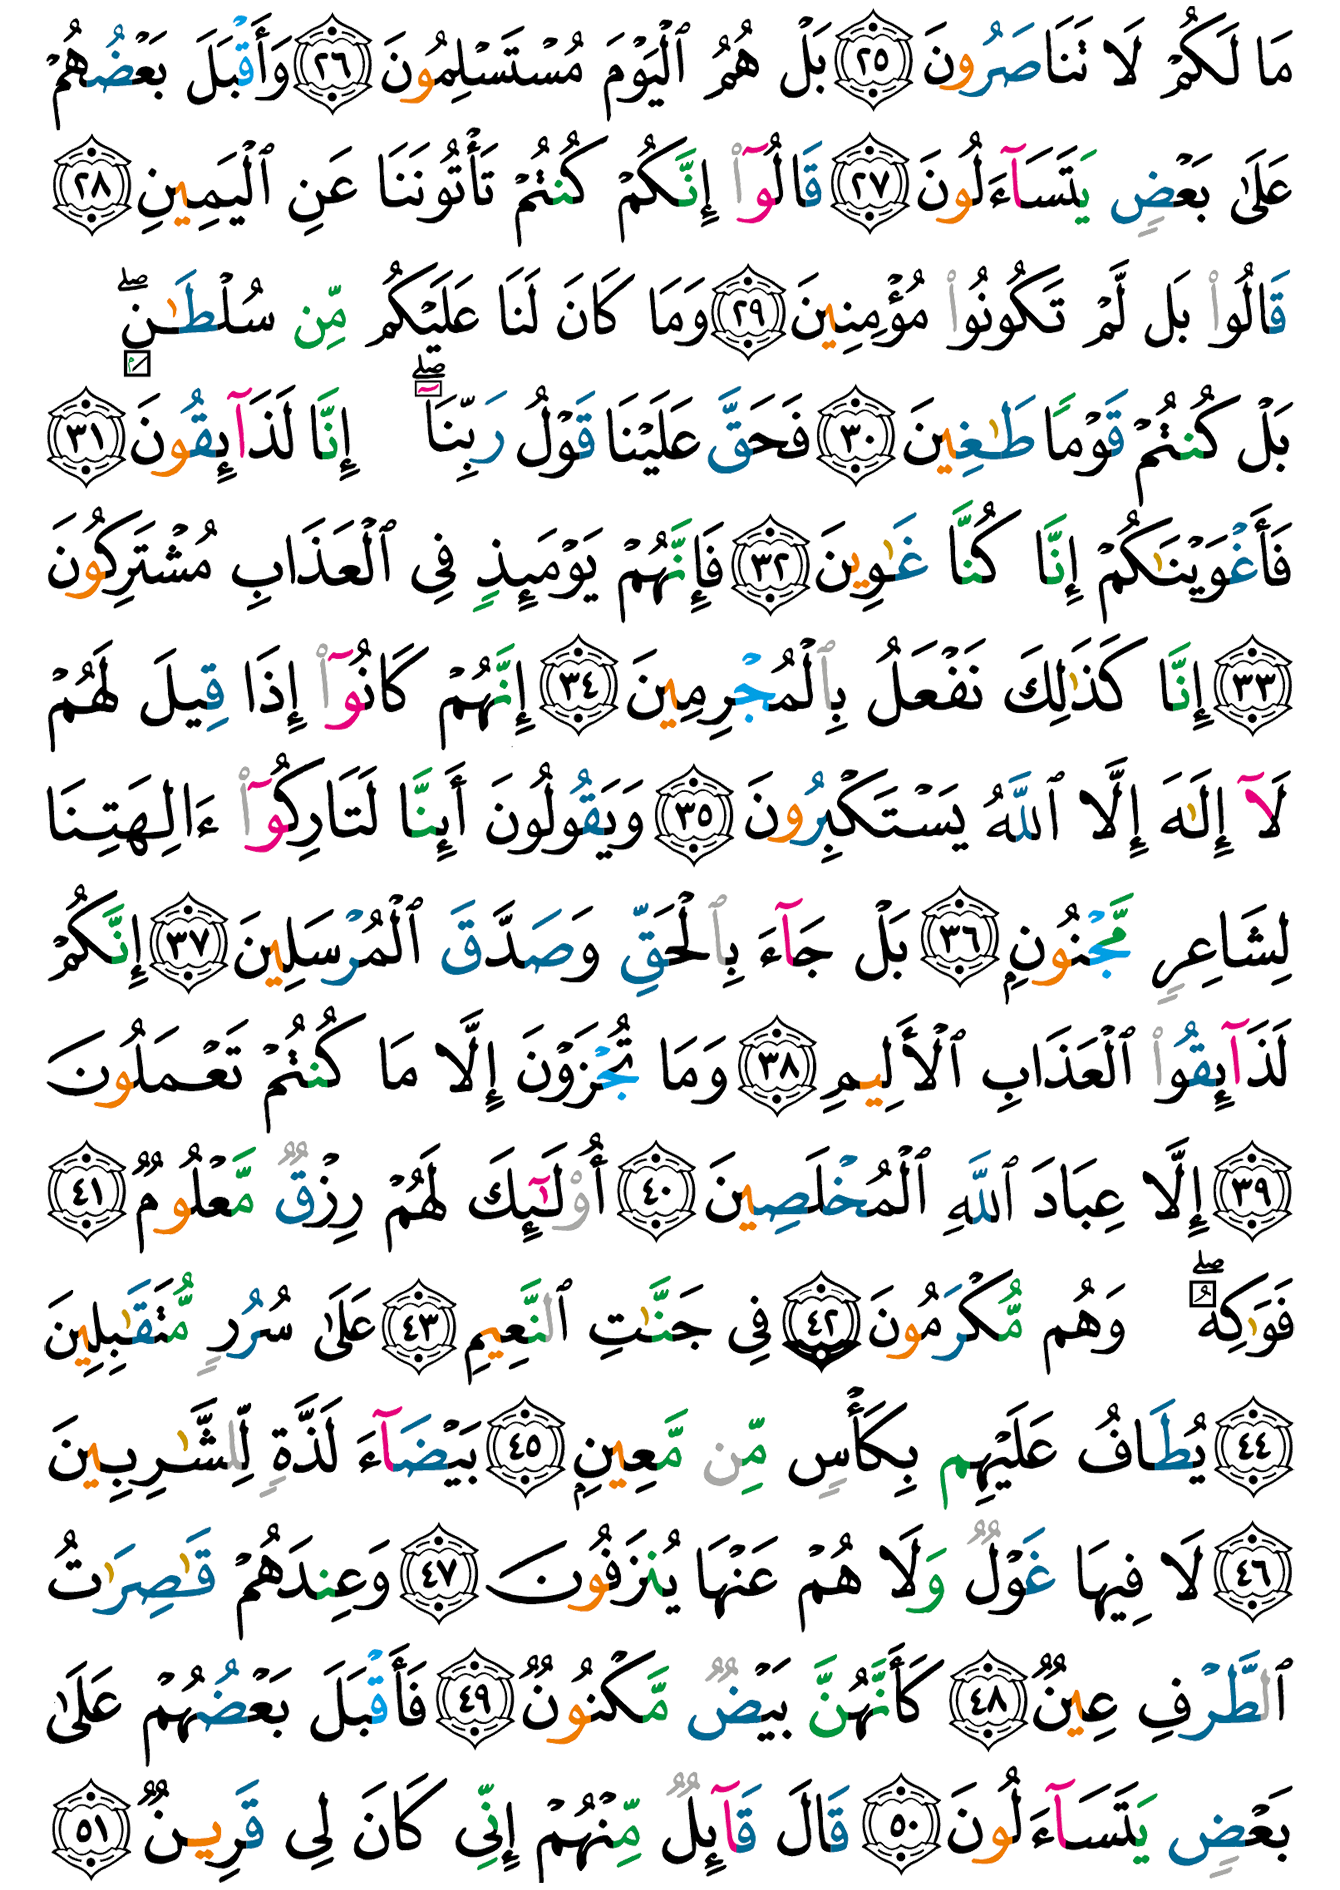 مَا لَكُمْ لَا تَنَاصَرُونَ ٢٥ بَلْ هُمُ ٱلْيَوْمَ مُسْتَسْلِمُونَ ٢٦ وَأَقْبَلَ بَعْضُهُمْ
عَلَىٰ بَعْضٍ يَتَسَآءَلُونَ ٢٧ قَالُوٓا۟ إِنَّكُمْ كُنتُمْ تَأْتُونَنَا عَنِ ٱلْيَمِينِ ٢٨
قَالُوا۟ بَل لَّمْ تَكُونُوا۟ مُؤْمِنِينَ ٢٩ وَمَا كَانَ لَنَا عَلَيْكُم مِّن سُلْطَـٰنٍۭ ۖ
بَلْ كُنتُمْ قَوْمًا طَـٰغِينَ ٣٠ فَحَقَّ عَلَيْنَا قَوْلُ رَبِّنَآ ۖ إِنَّا لَذَآئِقُونَ ٣١
فَأَغْوَيْنَـٰكُمْ إِنَّا كُنَّا غَـٰوِينَ ٣٢ فَإِنَّهُمْ يَوْمَئِذٍ فِى ٱلْعَذَابِ مُشْتَرِكُونَ
٣٣ إِنَّا كَذَٰلِكَ نَفْعَلُ بِٱلْمُجْرِمِينَ ٣٤ إِنَّهُمْ كَانُوٓا۟ إِذَا قِيلَ لَهُمْ
لَآ إِلَـٰهَ إِلَّا ٱللَّهُ يَسْتَكْبِرُونَ ٣٥ وَيَقُولُونَ أَئِنَّا لَتَارِكُوٓا۟ ءَالِهَتِنَا
لِشَاعِرٍ مَّجْنُونٍۭ ٣٦ بَلْ جَآءَ بِٱلْحَقِّ وَصَدَّقَ ٱلْمُرْسَلِينَ ٣٧ إِنَّكُمْ
لَذَآئِقُوا۟ ٱلْعَذَابِ ٱلْأَلِيمِ ٣٨ وَمَا تُجْزَوْنَ إِلَّا مَا كُنتُمْ تَعْمَلُونَ
٣٩ إِلَّا عِبَادَ ٱللَّهِ ٱلْمُخْلَصِينَ ٤٠ أُو۟لَـٰٓئِكَ لَهُمْ رِزْقٌ مَّعْلُومٌ ٤١
فَوَٰكِهُ ۖ وَهُم مُّكْرَمُونَ ٤٢ فِى جَنَّـٰتِ ٱلنَّعِيمِ ٤٣ عَلَىٰ سُرُرٍ مُّتَقَـٰبِلِينَ
٤٤ يُطَافُ عَلَيْهِم بِكَأْسٍ مِّن مَّعِينٍۭ ٤٥ بَيْضَآءَ لَذَّةٍ لِّلشَّـٰرِبِينَ
٤٦ لَا فِيهَا غَوْلٌ وَلَا هُمْ عَنْهَا يُنزَفُونَ ٤٧ وَعِندَهُمْ قَـٰصِرَٰتُ
ٱلطَّرْفِ عِينٌ ٤٨ كَأَنَّهُنَّ بَيْضٌ مَّكْنُونٌ ٤٩ فَأَقْبَلَ بَعْضُهُمْ عَلَىٰ
بَعْضٍ يَتَسَآءَلُونَ ٥٠ قَالَ قَآئِلٌ مِّنْهُمْ إِنِّى كَانَ لِى قَرِينٌ ٥١